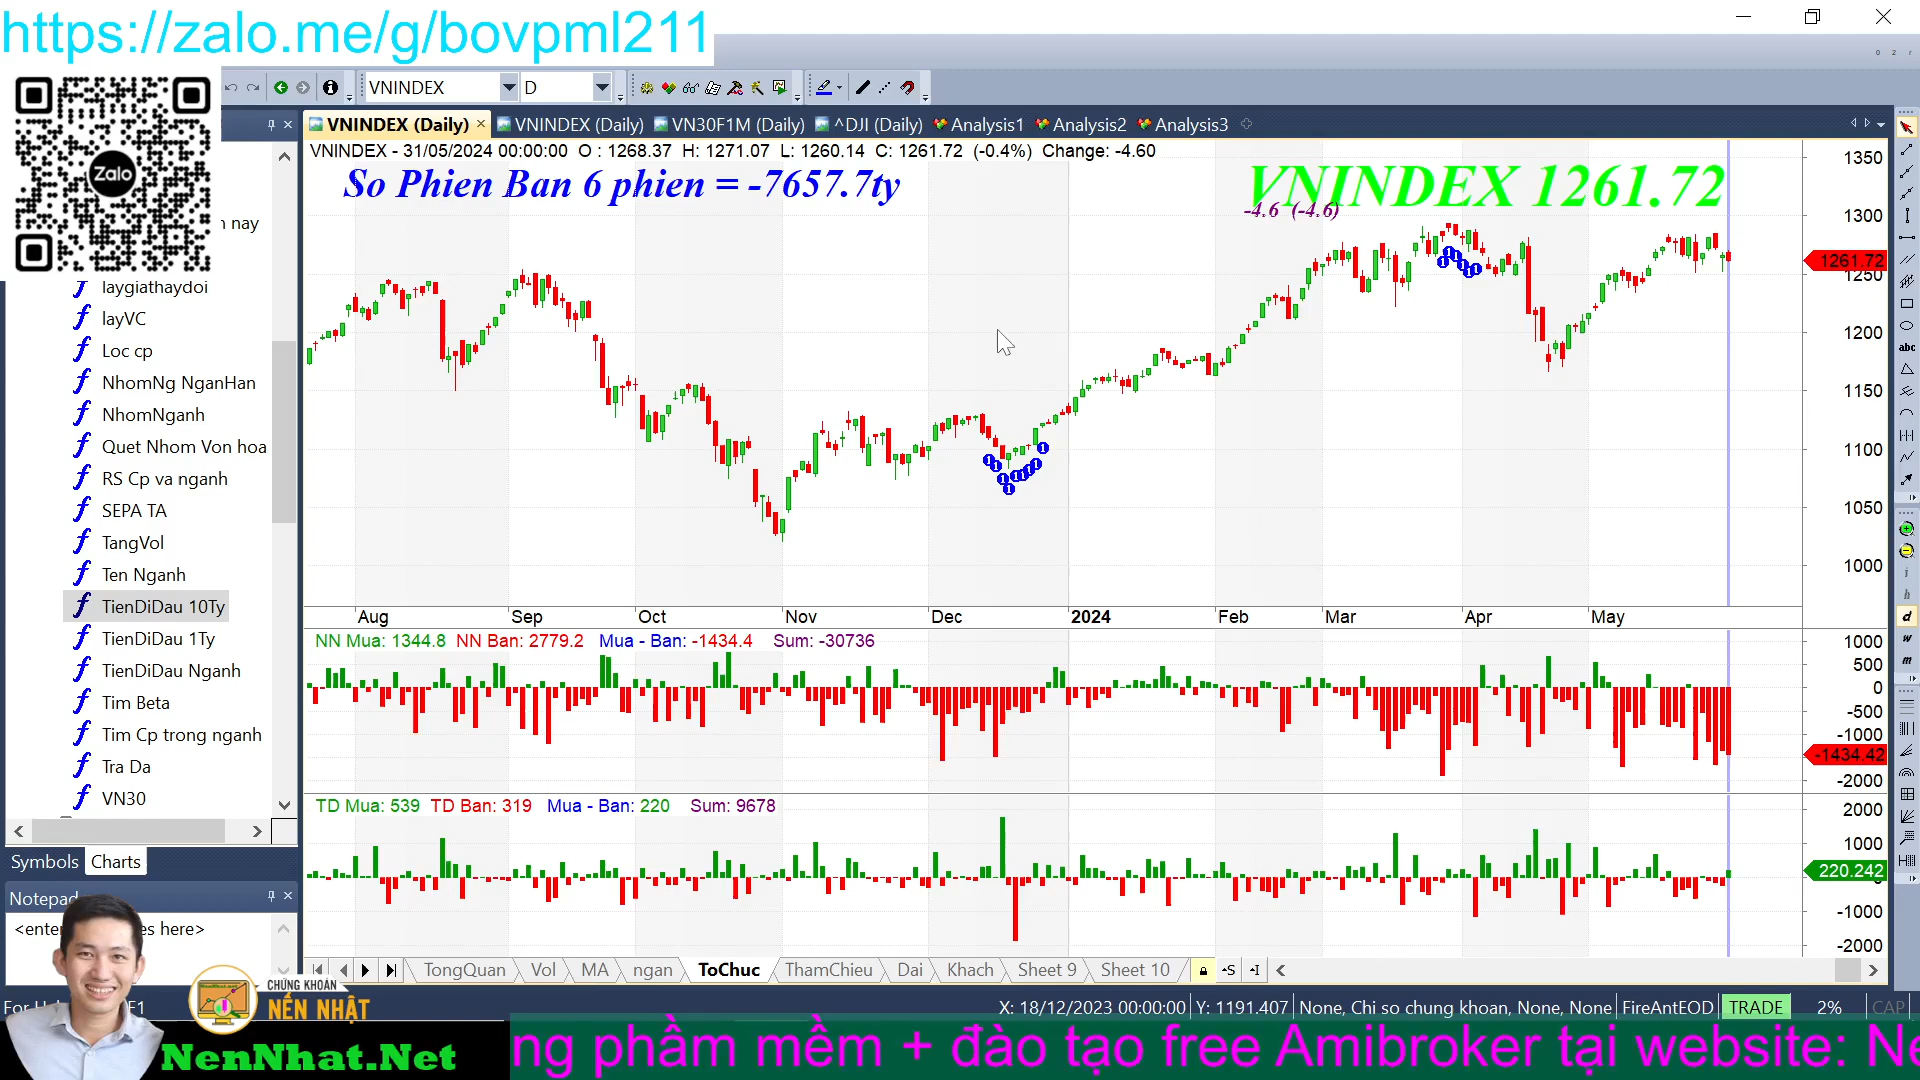 https://zalo.me/g/bovpml211
Zalo
VNINDEX
D
VNINDEX (Daily)
VNINDEX (Daily)
VN30F1M (Daily)
^DJI (Daily)
Analysis1
Analysis2
Analysis3
VNINDEX - 31/05/2024 00:00:00 O : 1268.37 H: 1271.07 L: 1260.14 C: 1261.72 (-0.4%) Change: -4.60
So Phien Ban 6 phien = -7657.7ty
VNINDEX 1261.72
-4.6 (-4.6)
1350
1300
1261.72
1250
1200
1150
1100
1050
1000
nay
laygiathaydoi
layVC
Loc cp
NhomNg NganHan
NhomNganh
Quet Nhom Von hoa
RS Cp va nganh
SEPA TA
TangVol
Ten Nganh
TienDiDau 10Ty
TienDiDau 1Ty
TienDiDau Nganh
Tim Beta
Tim Cp trong nganh
Tra Da
VN30
Symbols
Charts
Notepad
<ente
es here>
Aug Sep Oct Nov Dec 2024 Feb Mar Apr May
NN Mua: 1344.8 NN Ban: 2779.2 Mua - Ban: -1434.4 Sum: -30736
1000
500
0
-500
-1000
-1434.42
-2000
TD Mua: 539 TD Ban: 319 Mua - Ban: 220 Sum: 9678
2000
1000
220.242
-1000
-2000
TongQuan Vol MA ngan ToChuc ThamChieu Dai Khach Sheet 9 Sheet 10
abc
d
w
m
For H
F1
X: 18/12/2023 00:00:00 Y: 1191.407 None, Chi so chung khoan, None, None FireAntEOD TRADE 2% CAP
CHỨNG KHOÁN
NẾN NHẬT
NenNhat.Net
ng phầm mềm + đào tạo free Amibroker tại website: Ne